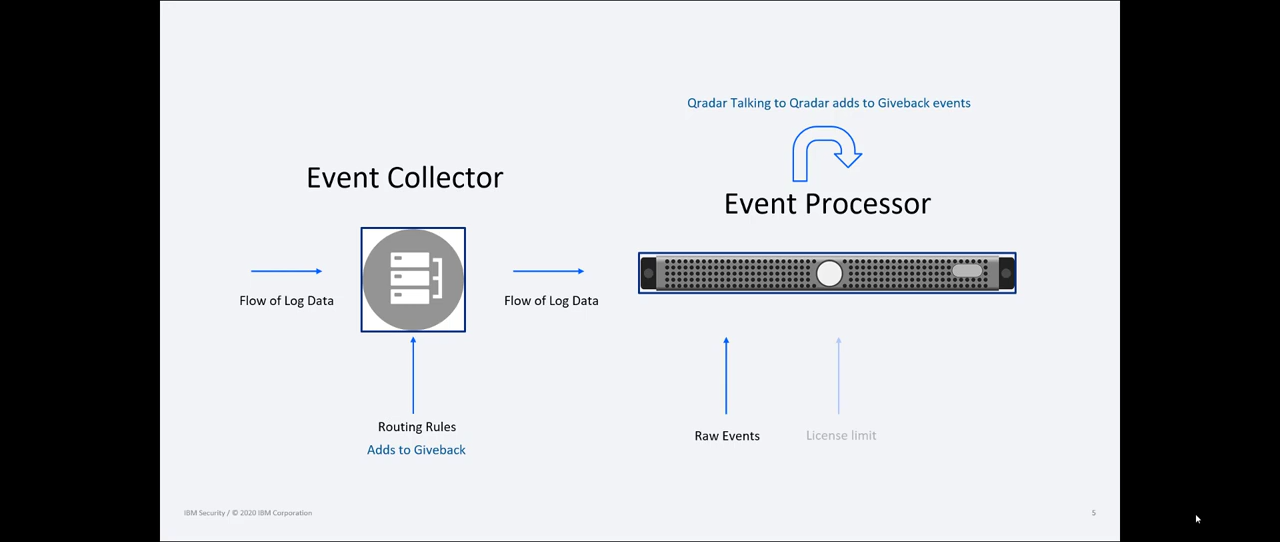 Qradar Talking to Qradar adds to Giveback events
Event Collector
Event Processor
Flow of Log Data
Flow of Log Data
Routing Rules
Adds to Giveback
Raw Events
License limit
IBM Security / © 2020 IBM Corporation
5